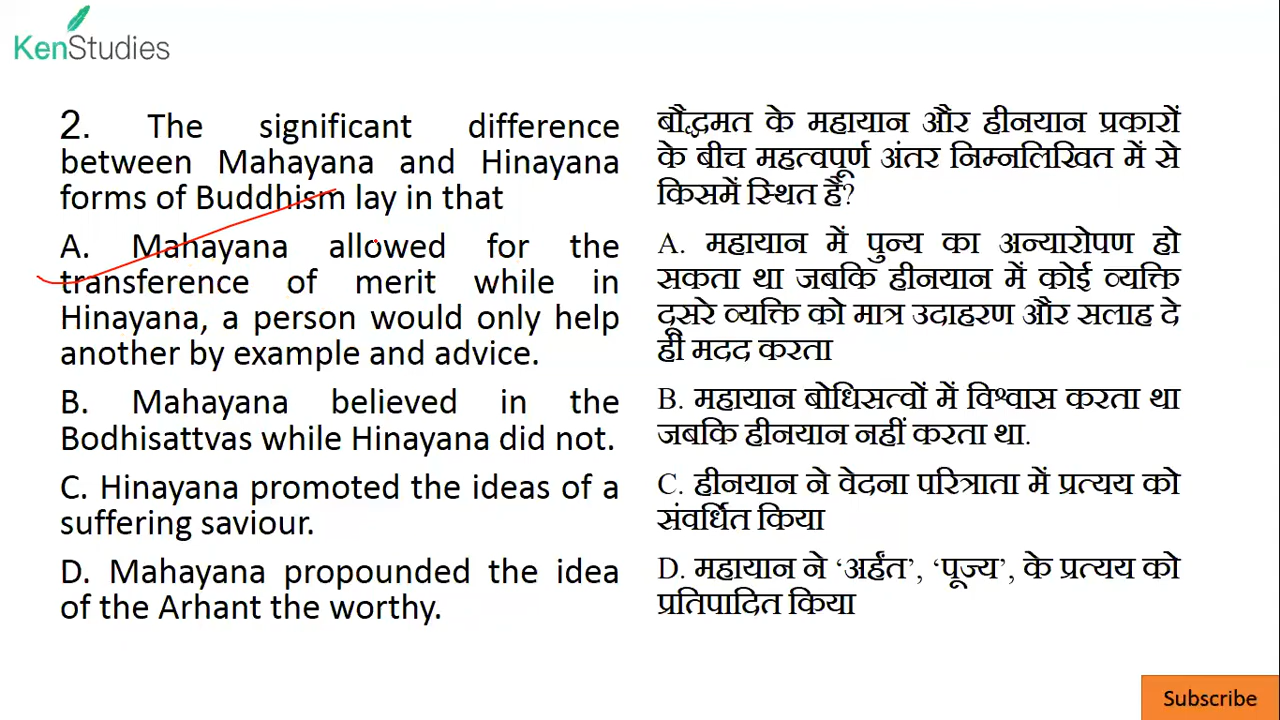 KenStudies
2. The significant difference
between Mahayana and Hinayana
forms of Buddhism lay in that
A. Mahayana allowed for the
transference of merit while in
Hinayana, a person would only help
another by example and advice.
B. Mahayana believed in the
Bodhisattvas while Hinayana did not.
C. Hinayana promoted the ideas of a
suffering saviour.
D. Mahayana propounded the idea
of the Arhant the worthy.
बौद्धमत के महायान और हीनयान प्रकारों
के बीच महत्वपूर्ण अंतर निम्नलिखित में से
किसमें स्थित है?
A. महायान में पुन्य का अन्यारोपण हो
सकता था जबकि हीनयान में कोई व्यक्ति
दूसरे व्यक्ति को मात्र उदाहरण और सलाह दे
ही मदद करता
B. महायान बोधिसत्वों में विश्वास करता था
जबकि हीनयान नहीं करता था.
C. हीनयान ने वेदना परित्राता में प्रत्यय को
संवर्धित किया
D. महायान ने ‘अर्हंत’, ‘पूज्य’, के प्रत्यय को
प्रतिपादित किया
Subscribe